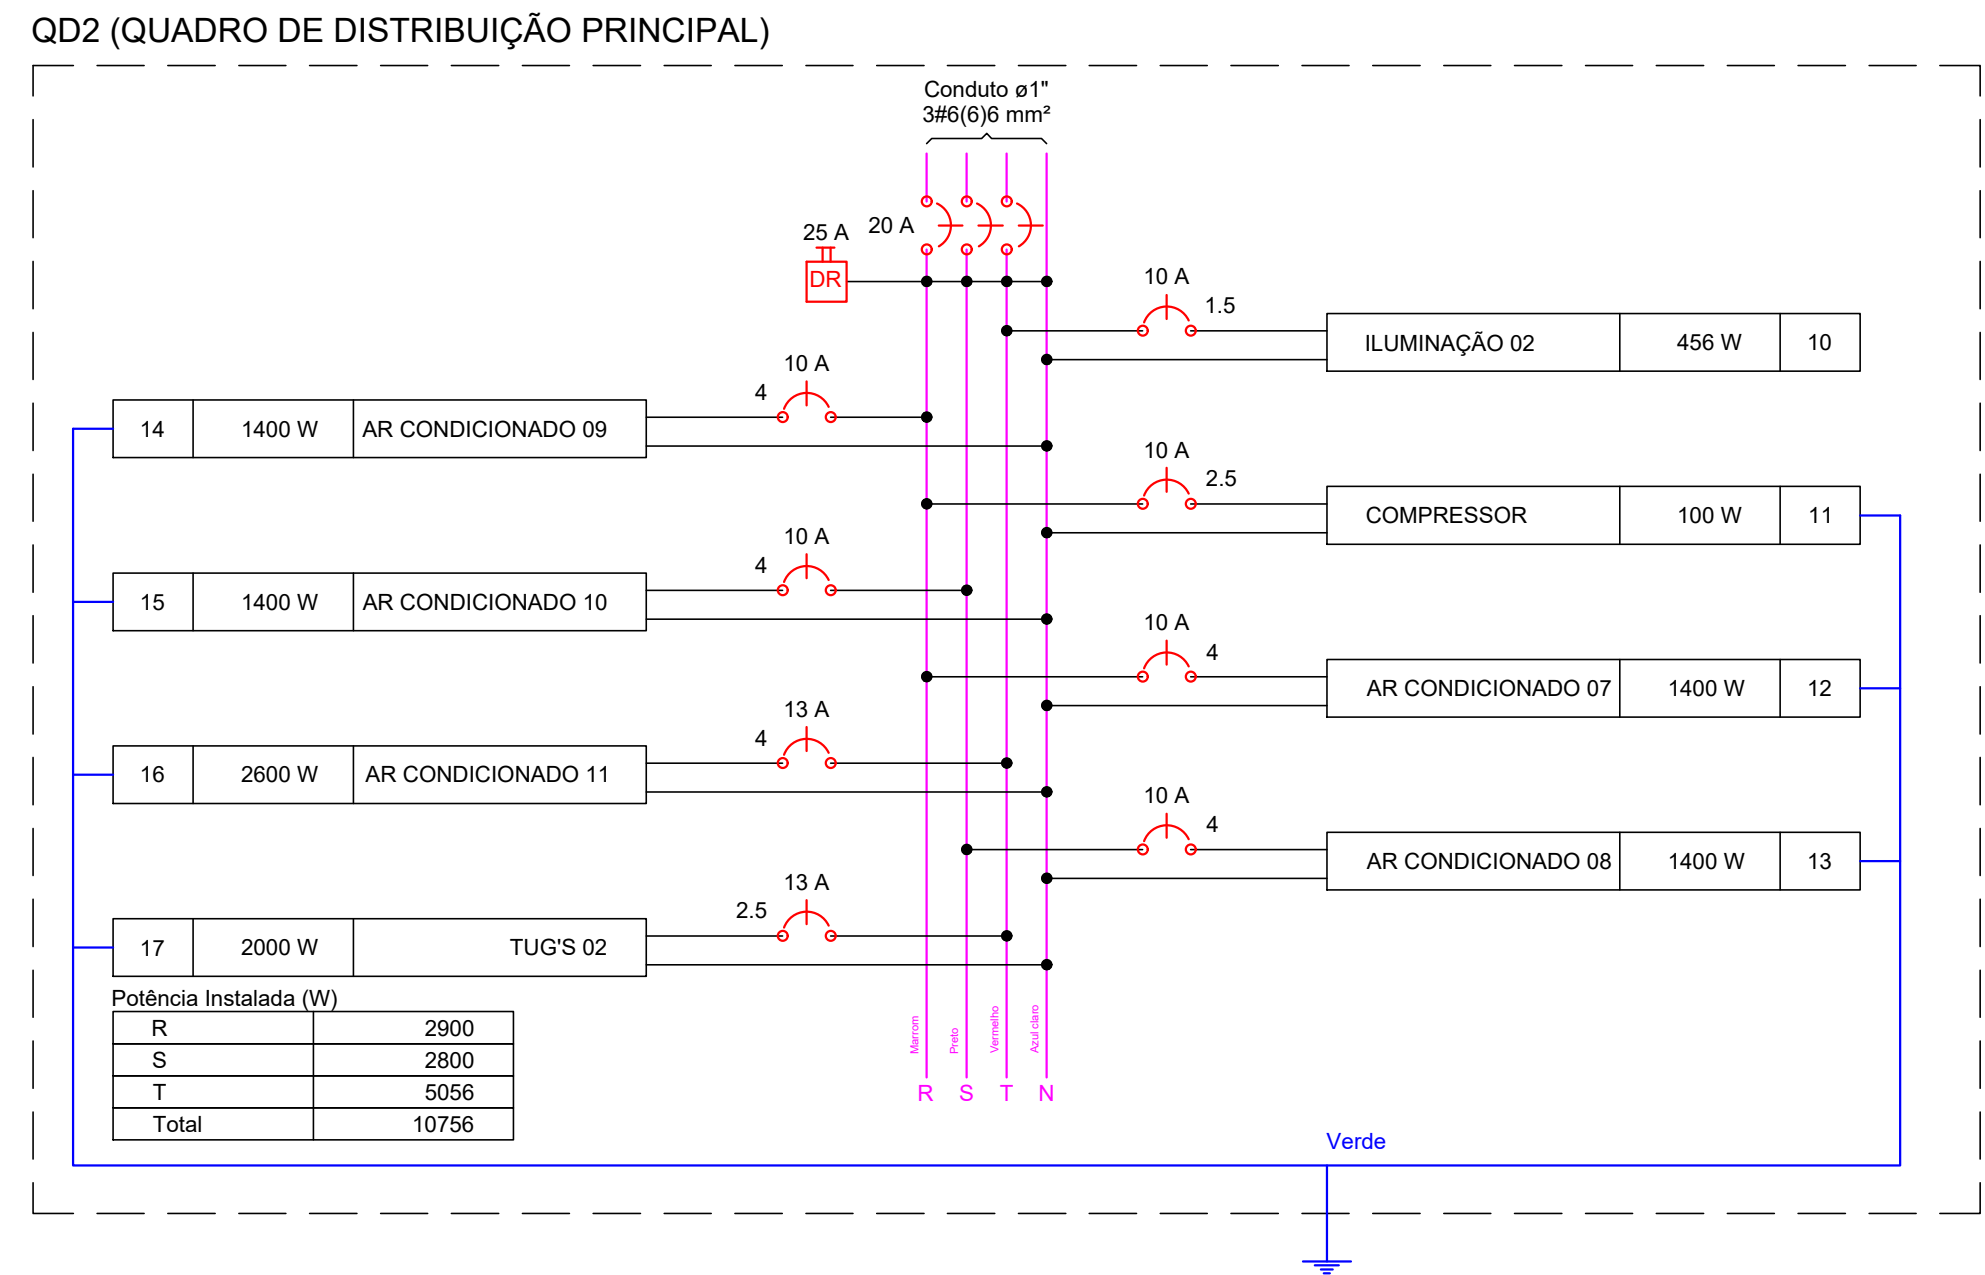 QD2 (QUADRO DE DISTRIBUIÇÃO PRINCIPAL)
Conduto ø1"
3#6(6)6 mm²
20 A
25 A
DR
10 A
1.5
ILUMINAÇÃO 02 456 W 10
10 A
4
14 1400 W AR CONDICIONADO 09
10 A
2.5
COMPRESSOR 100 W 11
10 A
4
15 1400 W AR CONDICIONADO 10
10 A
4
AR CONDICIONADO 07 1400 W 12
13 A
4
16 2600 W AR CONDICIONADO 11
10 A
4
AR CONDICIONADO 08 1400 W 13
13 A
2.5
17 2000 W TUG'S 02
Potência Instalada (W)
R 2900
S 2800
T 5056
Total 10756
Marrom
Preto
Vermelho
Azul claro
R S T N
Verde